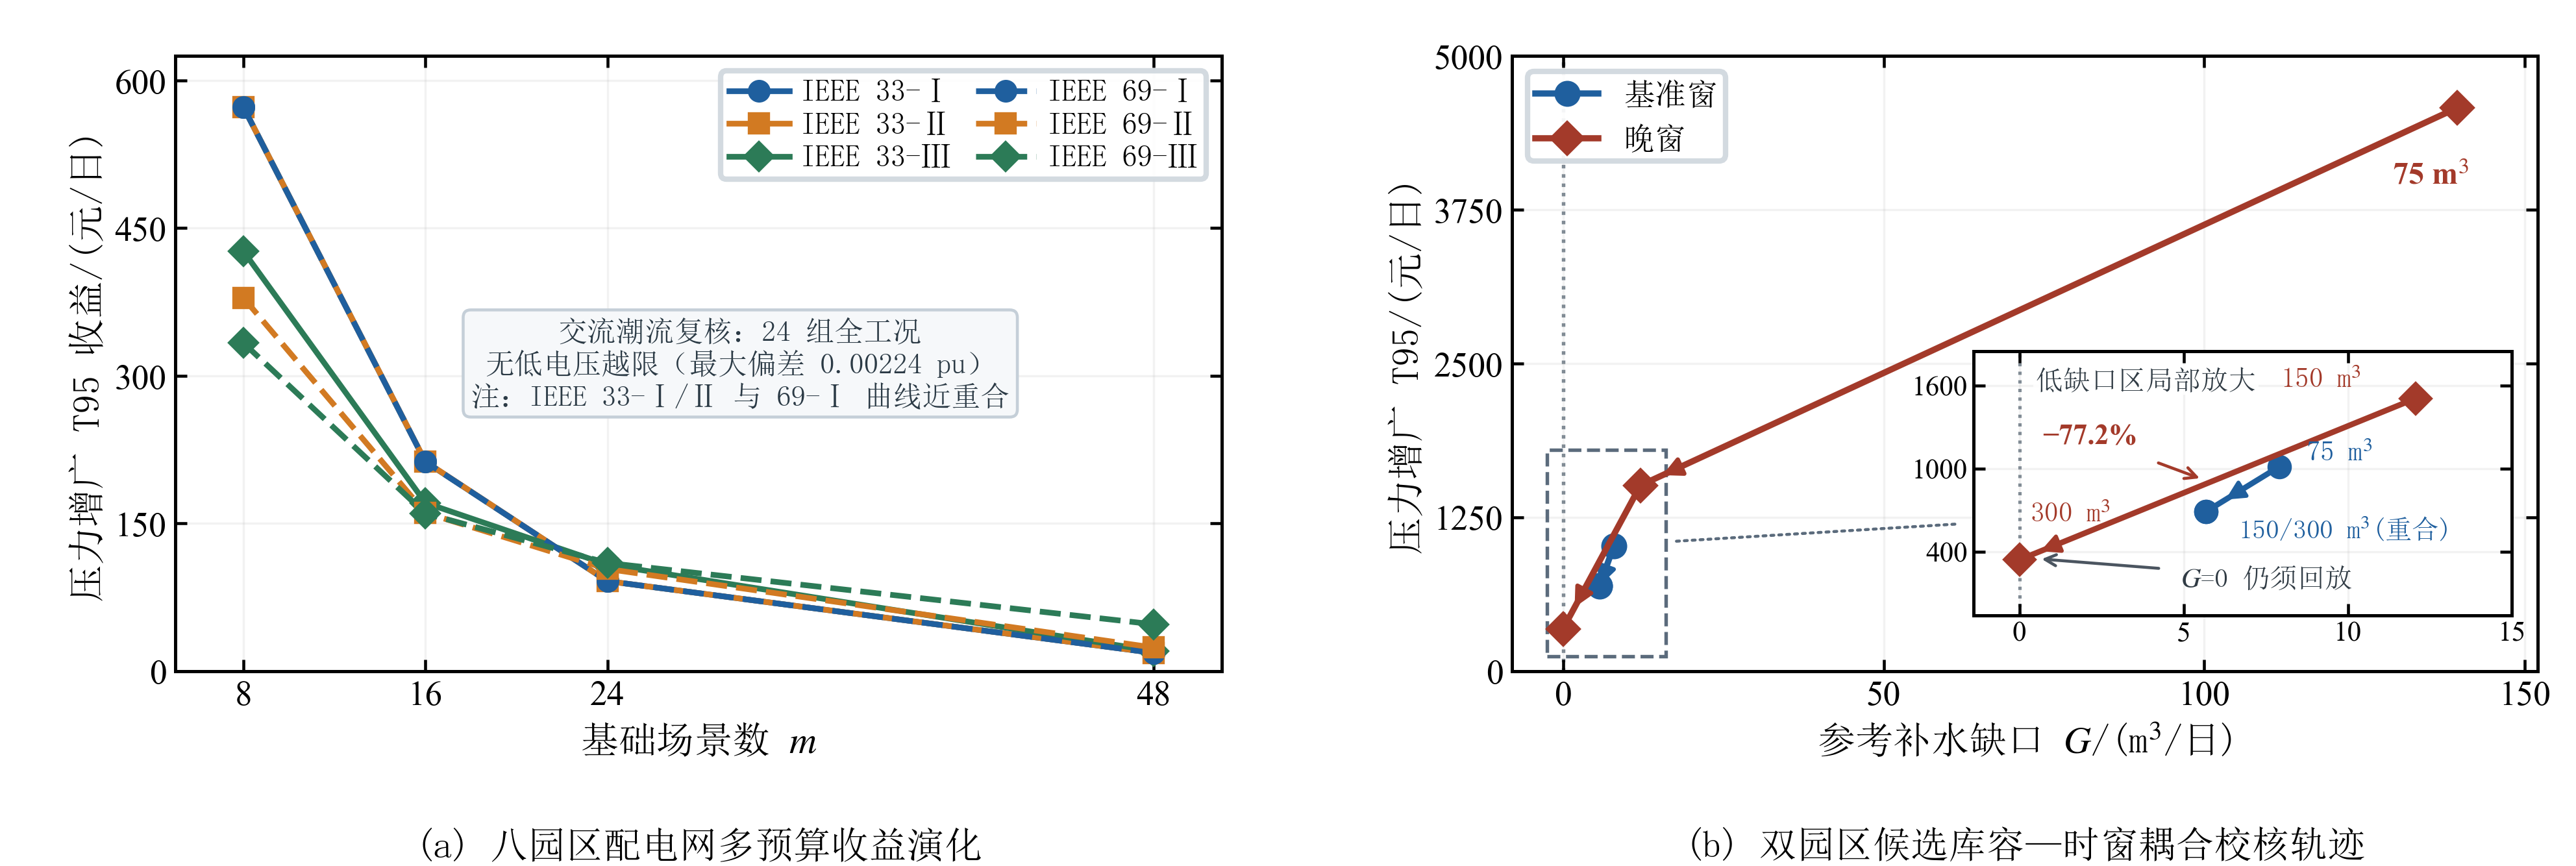 600
450
300
150
0
8
16
24
48
压力增广 T95 收益/(元/日)
基础场景数 m
IEEE 33-Ⅰ
IEEE 33-Ⅱ
IEEE 33-Ⅲ
IEEE 69-Ⅰ
IEEE 69-Ⅱ
IEEE 69-Ⅲ
交流潮流复核：24 组全工况
无低电压越限（最大偏差 0.00224 pu）
注：IEEE 33-Ⅰ/Ⅱ 与 69-Ⅰ 曲线近重合
(a) 八园区配电网多预算收益演化
5000
3750
2500
1250
0
0
50
100
150
压力增广 T95/(元/日)
参考补水缺口 G/(m³/日)
基准窗
晚窗
75 m³
1600
1000
400
0
5
10
15
低缺口区局部放大
150 m³
−77.2%
75 m³
300 m³
150/300 m³(重合)
G=0 仍须回放
(b) 双园区候选库容—时窗耦合校核轨迹